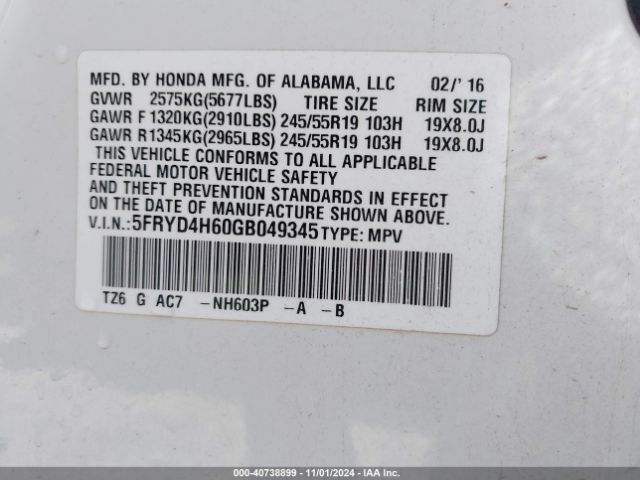 MFD. BY HONDA MFG. OF ALABAMA, LLC 02/' 16
GVWR 2575KG(5677LBS) TIRE SIZE RIM SIZE
GAWR F 1320KG(2910LBS) 245/55R19 103H 19X8.0J
GAWR R1345KG(2965LBS) 245/55R19 103H 19X8.0J
THIS VEHICLE CONFORMS TO ALL APPLICABLE
FEDERAL MOTOR VEHICLE SAFETY
AND THEFT PREVENTION STANDARDS IN EFFECT
ON THE DATE OF MANUFACTURE SHOWN ABOVE.
V.I.N.:5FRYD4H60GB049345 TYPE: MPV
TZ6 G AC7 -NH603P -A -B
000-40738899 • 11/01/2024 • IAA Inc.